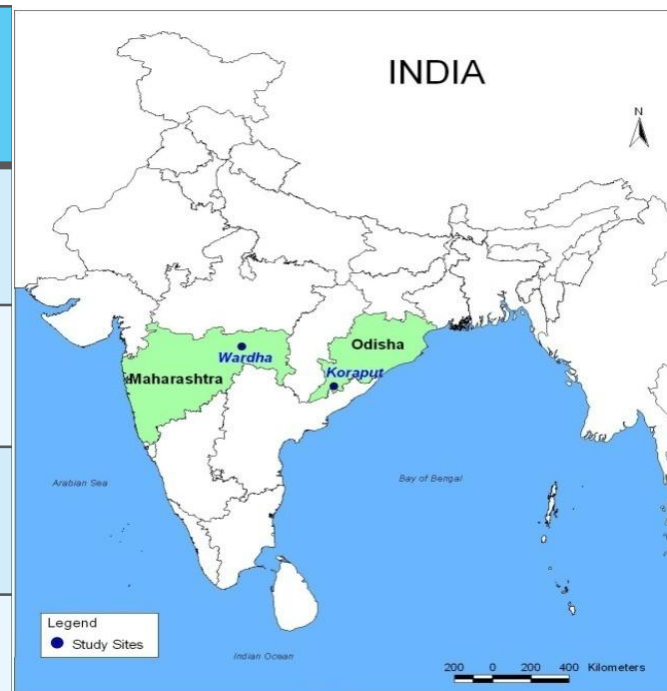 INDIA
N
Odisha
Wardha
Koraput
Maharashtra
Arabian Sea
Bay of Bengal
Legend
Study Sites
Indian Ocean
200 0 200 400 Kilometers